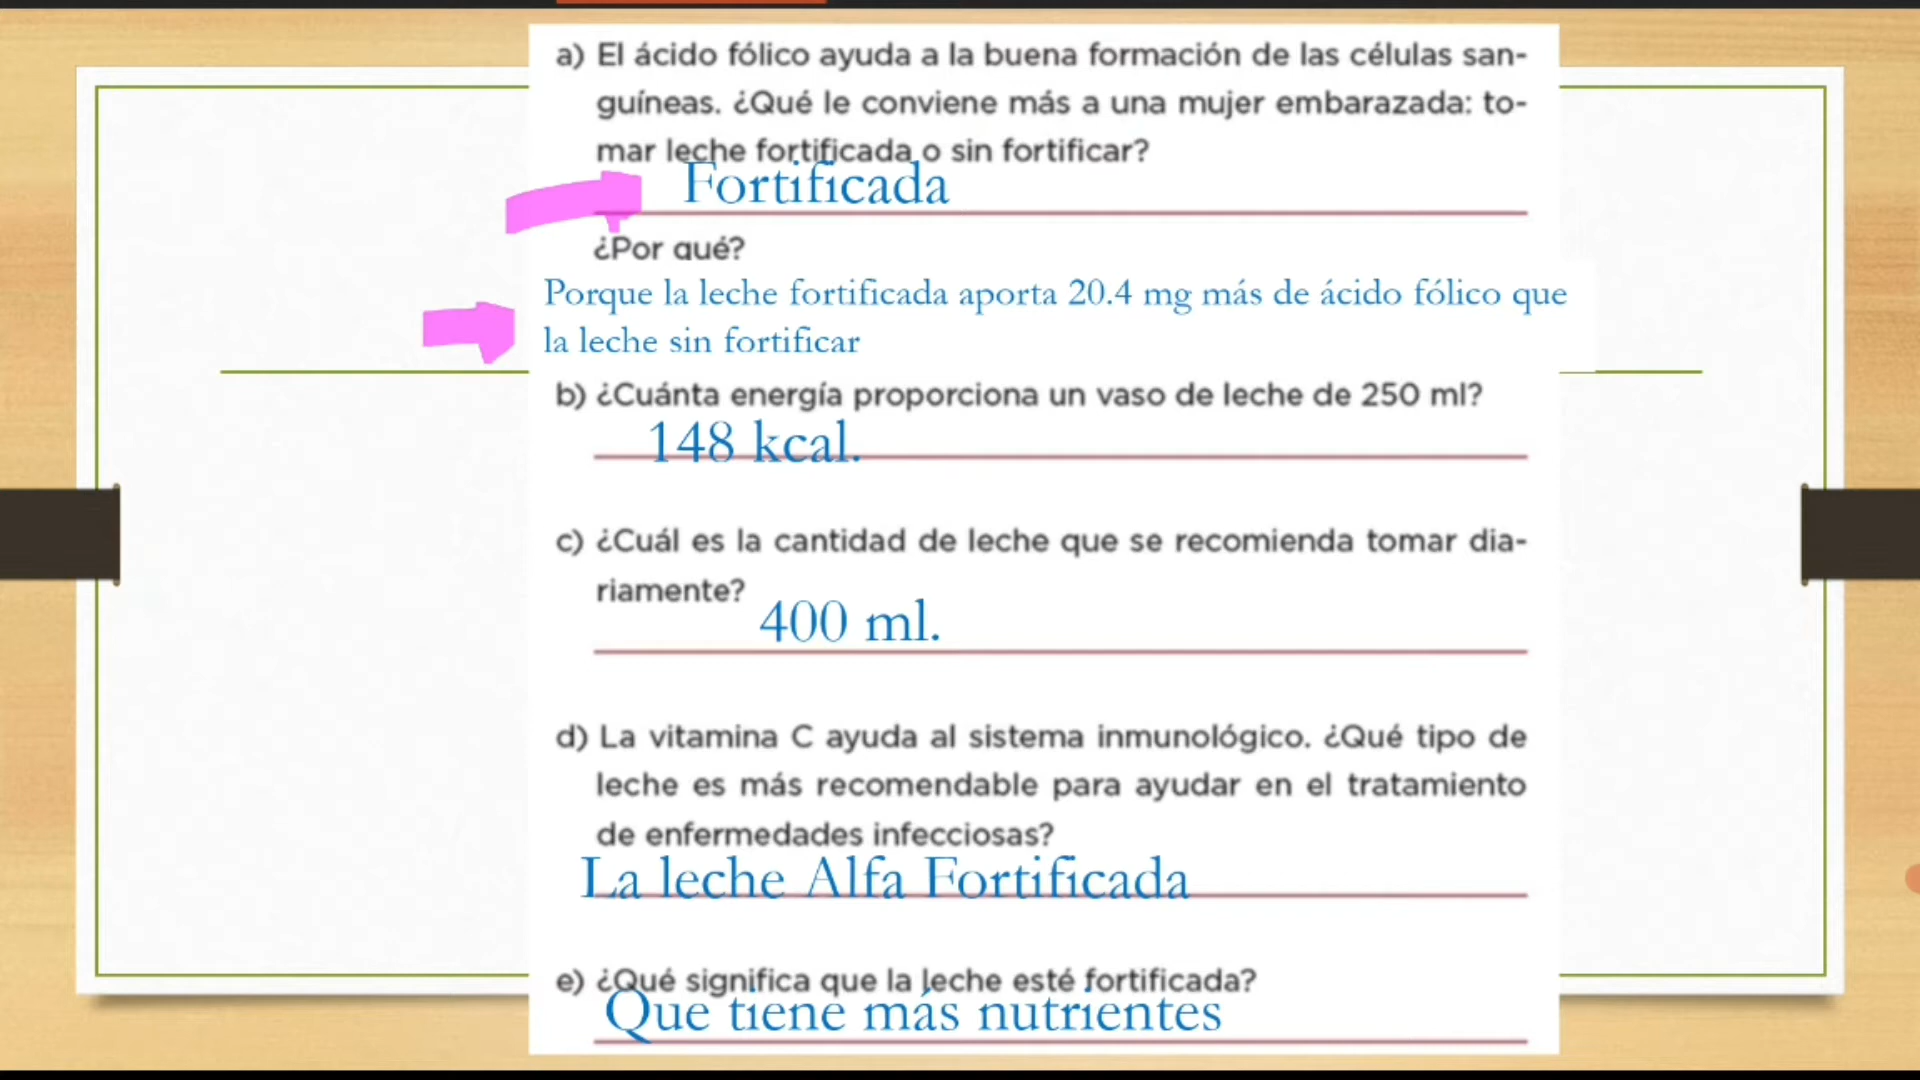 a) El ácido fólico ayuda a la buena formación de las células san-
guíneas. ¿Qué le conviene más a una mujer embarazada: to-
mar leche fortificada o sin fortificar?
Fortificada
¿Por qué?
Porque la leche fortificada aporta 20.4 mg más de ácido fólico que
la leche sin fortificar
b) ¿Cuánta energía proporciona un vaso de leche de 250 ml?
148 kcal.
c) ¿Cuál es la cantidad de leche que se recomienda tomar dia-
riamente?
400 ml.
d) La vitamina C ayuda al sistema inmunológico. ¿Qué tipo de
leche es más recomendable para ayudar en el tratamiento
de enfermedades infecciosas?
La leche Alfa Fortificada
e) ¿Qué significa que la leche esté fortificada?
Que tiene más nutrientes